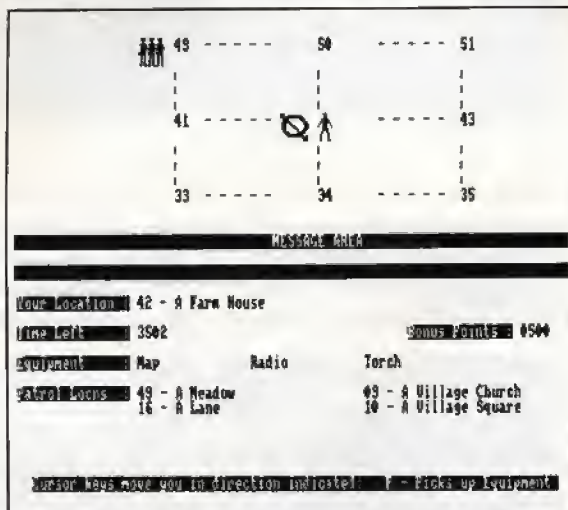 49 ----- 50 ----- 51
41 ----- ----- 43
33 ----- 34 ----- 35
MESSAGE AREA
Your Location : 42 - A Farm House
Time Left : 3502 Bonus Points : 0500
Equipment : Map Radio Torch
Patrol Locns : 49 - A Meadow 09 - A Village Church
16 - A Lane 10 - A Village Square
Cursor keys move you in direction indicated. - Picks up Equipment